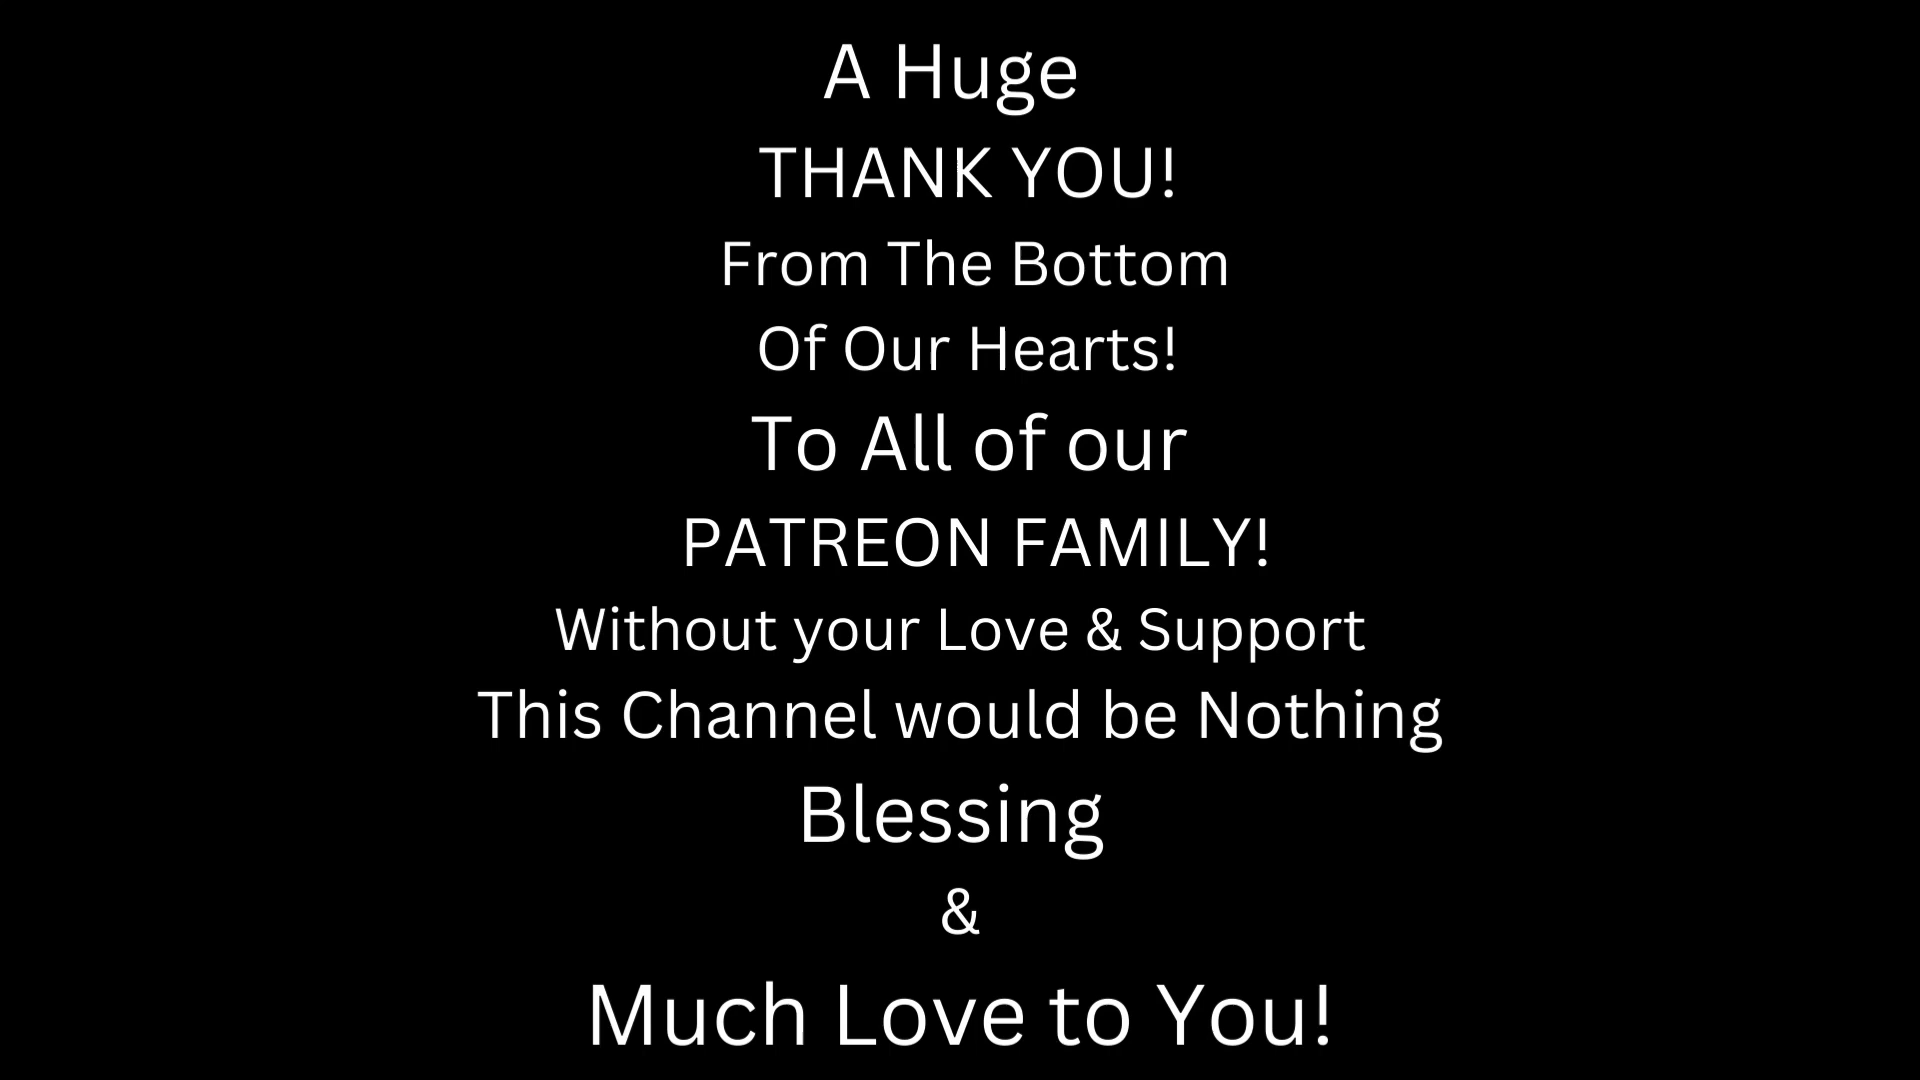 A Huge
THANK YOU!
From The Bottom
Of Our Hearts!
To All of our
PATREON FAMILY!
Without your Love & Support
This Channel would be Nothing
Blessing
&
Much Love to You!